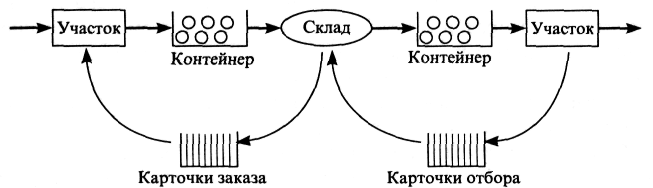 Участок
Контейнер
Склад
Контейнер
Участок
Карточки заказа
Карточки отбора